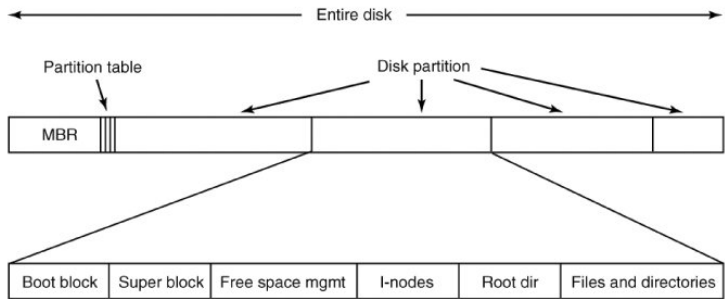 Entire disk
Partition table
Disk partition
MBR
Boot block
Super block
Free space mgmt
I-nodes
Root dir
Files and directories